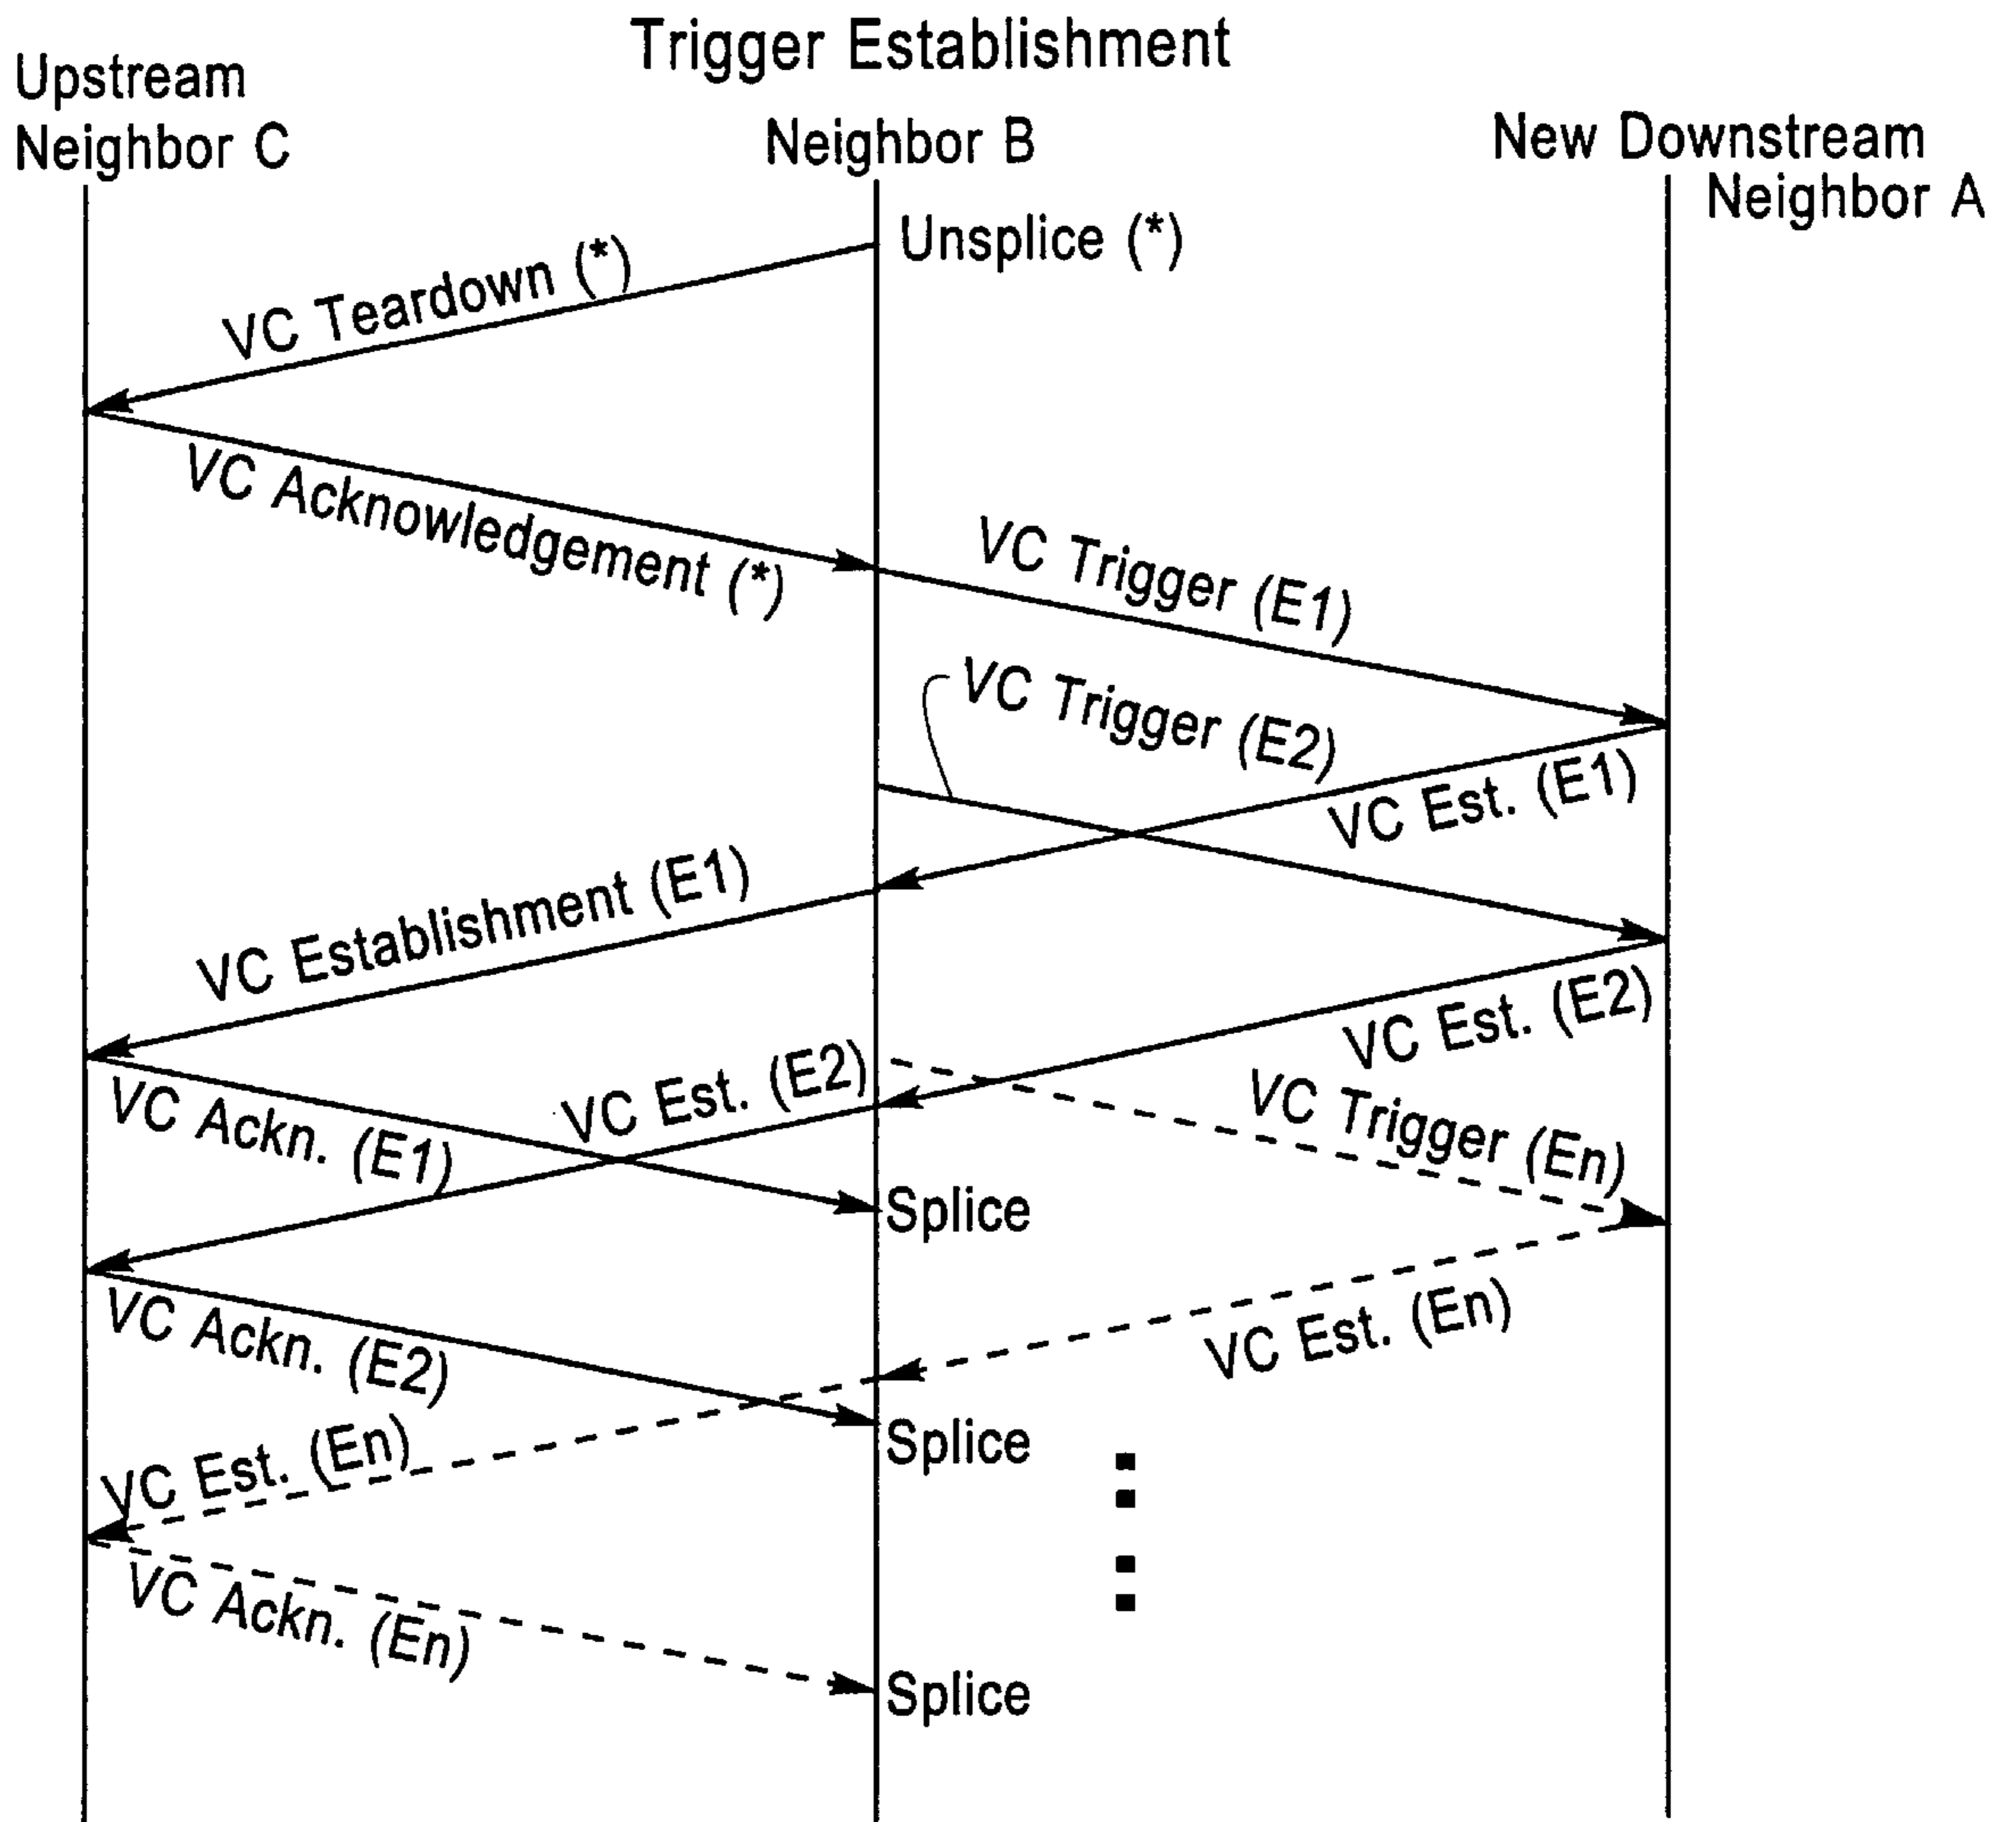 Trigger Establishment
Upstream
Neighbor C
Neighbor B
New Downstream
Neighbor A
Unsplice (*)
VC Teardown (*)
VC Acknowledgement (*)
VC Trigger (E1)
VC Trigger (E2)
VC Est. (E1)
VC Establishment (E1)
VC Est. (E2)
VC Est. (E2)
VC Trigger (En)
VC Ackn. (E1)
Splice
VC Est. (En)
VC Ackn. (E2)
Splice
VC Est. (En)
VC Ackn. (En)
Splice